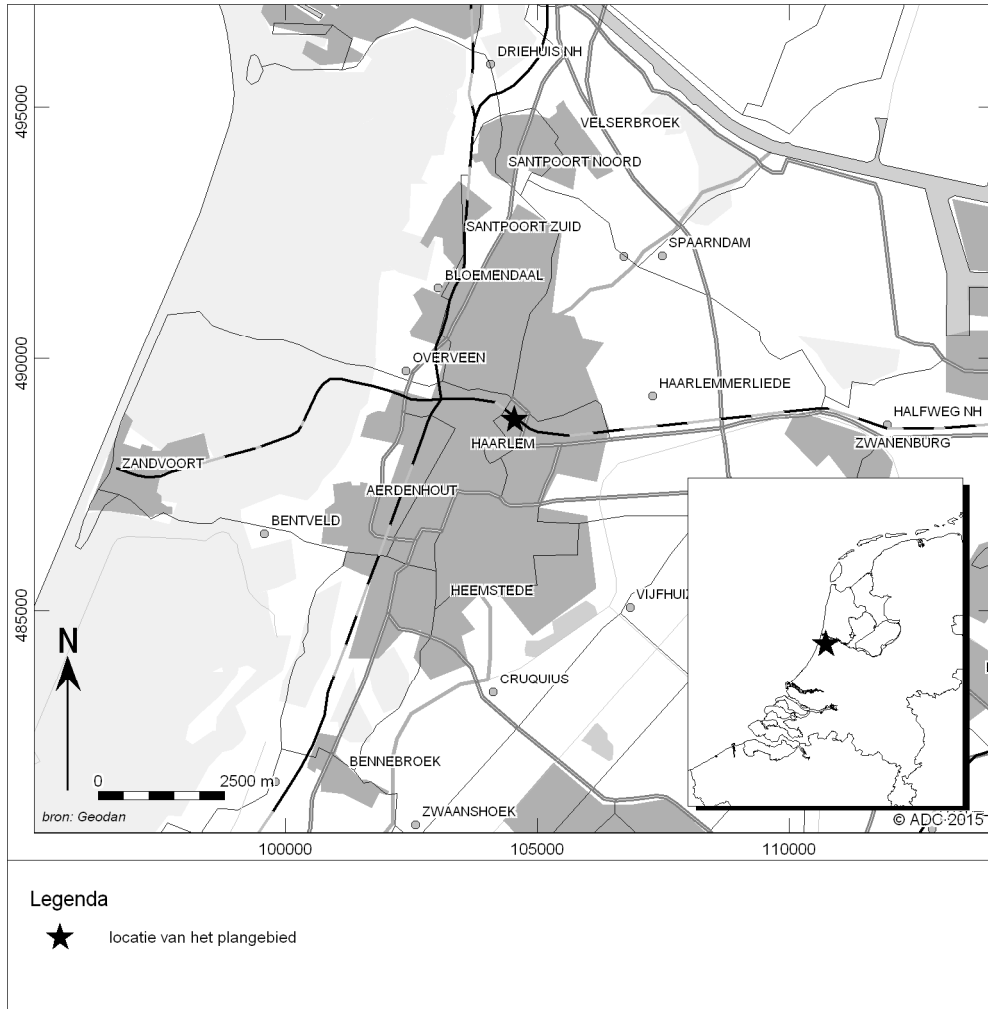 DRIEHUIS NH
495000
VELSERBROEK
SANTPOORT NOORD
SANTPOORT ZUID
SPAARNDAM
BLOEMENDAAL
490000
OVERVEEN
HAARLEMMERLIEDE
HALFWEG NH
HAARLEM
ZWANENBURG
ZANDVOORT
AERDENHOUT
BENTVELD
HEEMSTEDE
VIJFHUIZ
485000
N
CRUQUIUS
0 2500 m
BENNEBROEK
bron: Geodan
ZWAANSHOEK
© ADC 2015
100000 105000 110000
Legenda
locatie van het plangebied